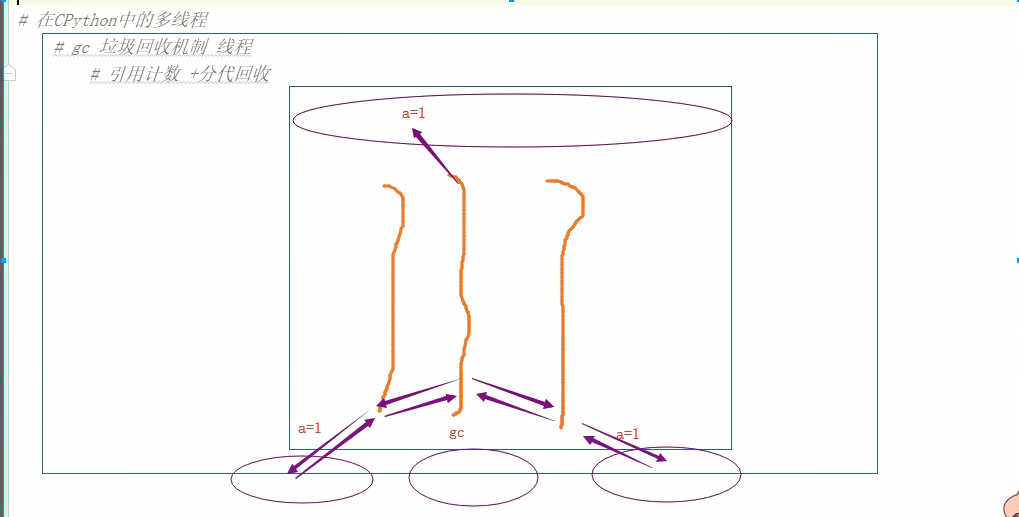 # 在CPython中的多线程
# gc 垃圾回收机制 线程
# 引用计数 +分代回收
a=1
a=1
gc
a=1